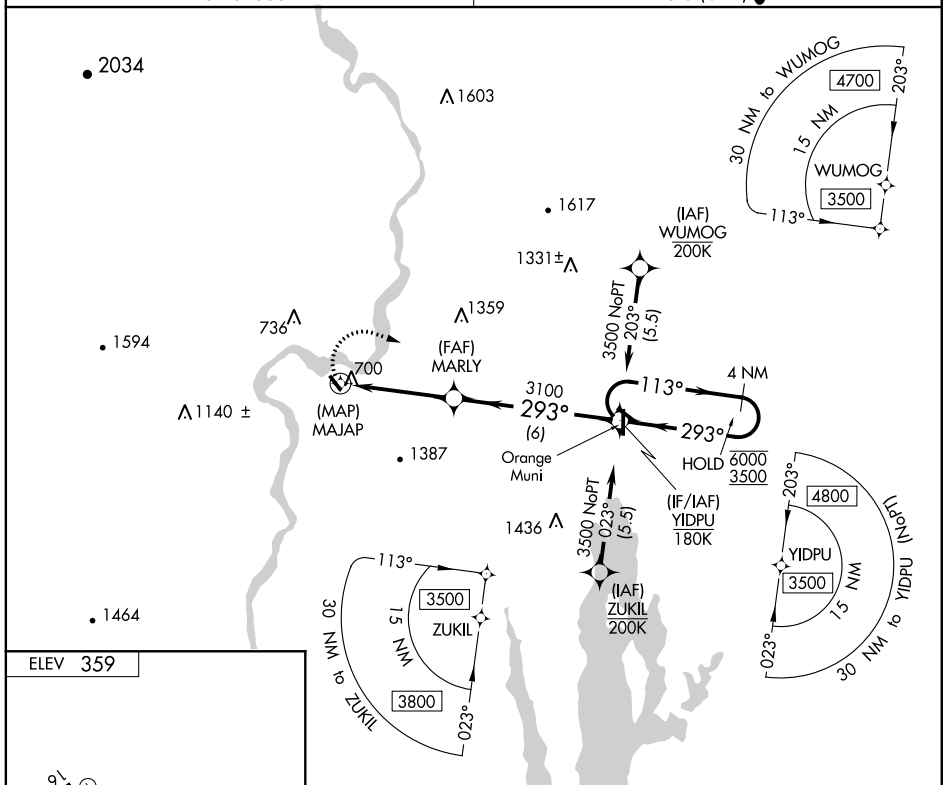 2034
1603
30 NM to WUMOG
4700
203°
15 NM
WUMOG
3500
113°
1617
(IAF)
WUMOG
200K
1331±
3500 NoPT
203°
(5.5)
1359
736
1594
(FAF)
MARLY
700
(MAP)
MAJAP
1140 ±
3100
293°
(6)
113°
4 NM
293°
HOLD
6000
3500
Orange
Muni
1387
(IF/IAF)
YIDPU
180K
1436
3500 NoPT
023°
(5.5)
(IAF)
ZUKIL
200K
203°
4800
YIDPU
3500
15 NM
30 NM to YIDPU (NoPT)
023°
113°
3500
ZUKIL
15 NM
30 NM to ZUKIL
3800
023°
1464
ELEV 359
16